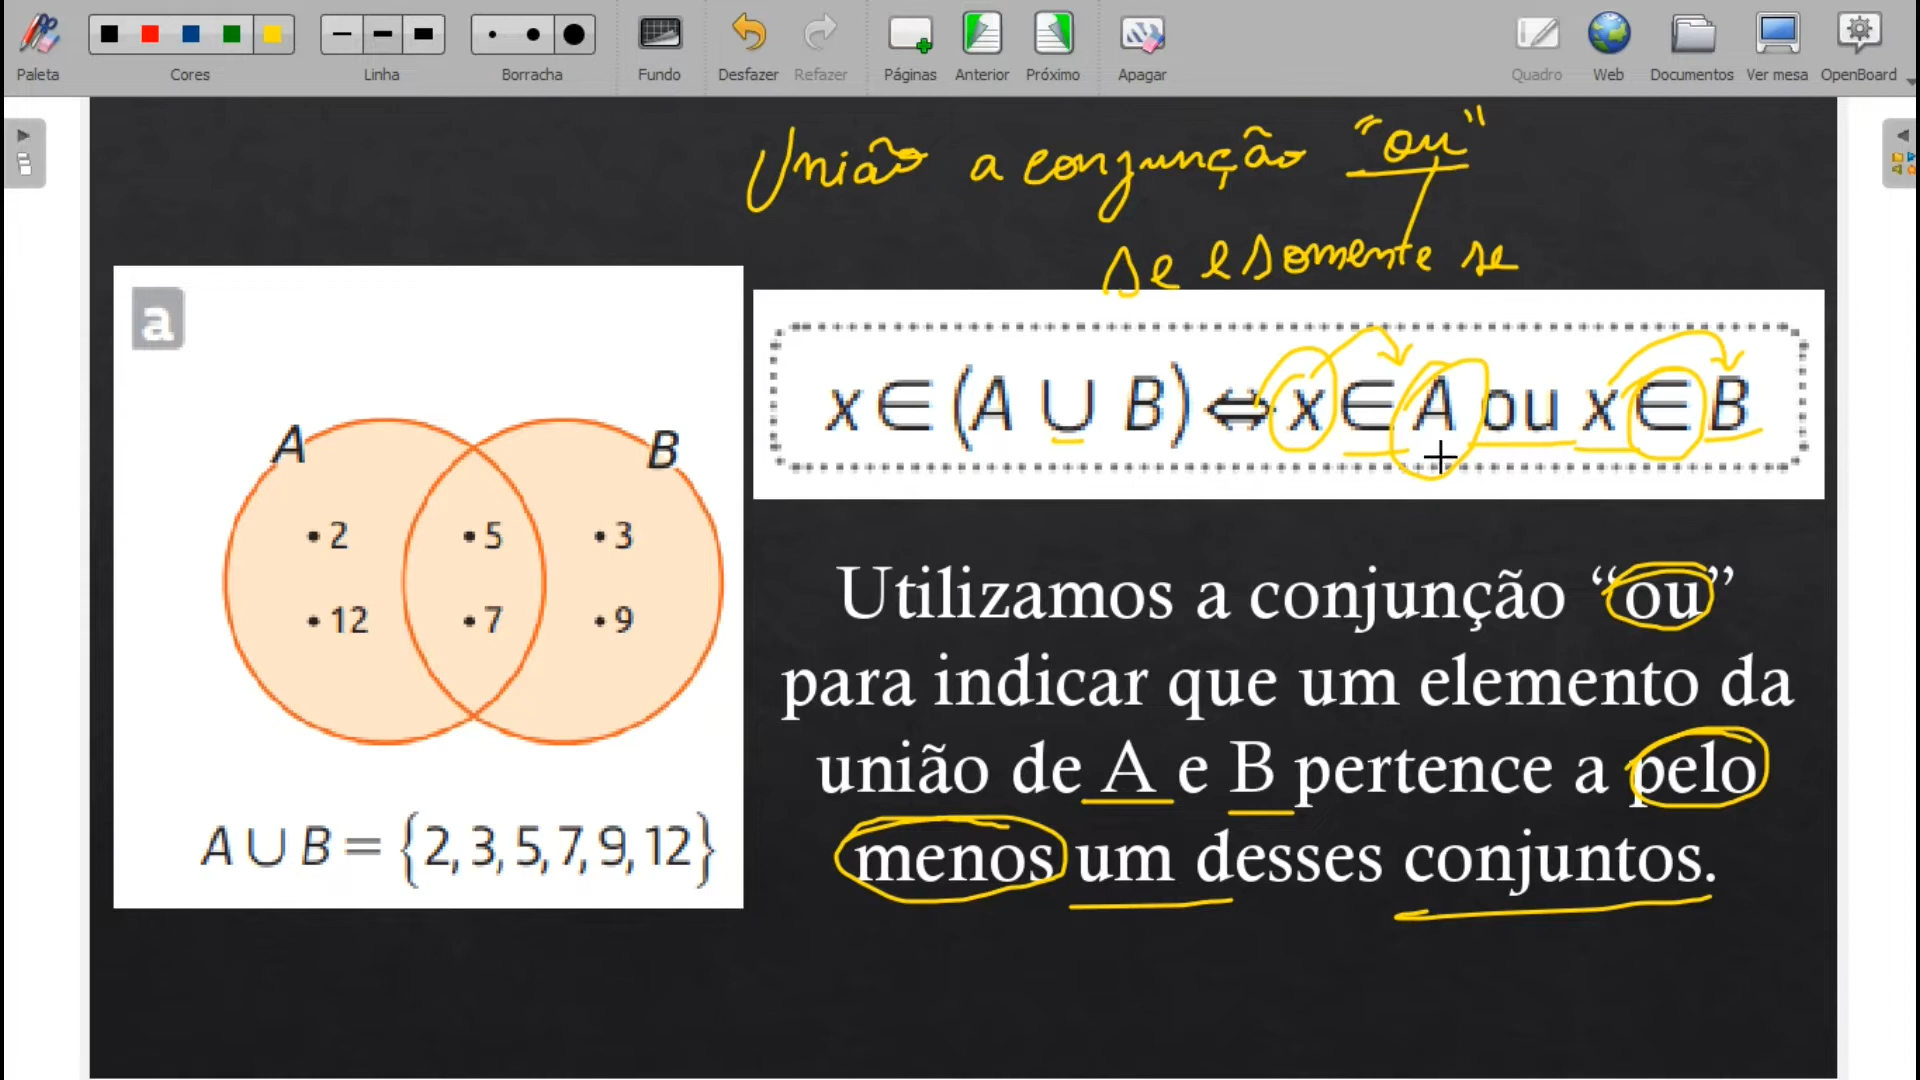 Paleta
Cores
Linha
Borracha
Fundo
Desfazer
Refazer
Páginas
Anterior
Próximo
Apagar
Quadro
Web
Documentos
Ver mesa
OpenBoard
União a conjunção "ou"
se e somente se
a
A
B
• 2
• 5
• 3
• 12
• 7
• 9
A ∪ B = {2, 3, 5, 7, 9, 12}
x ∈ (A ∪ B) ⇔ x ∈ A ou x ∈ B
Utilizamos a conjunção “ou”
para indicar que um elemento da
união de A e B pertence a pelo
menos um desses conjuntos.